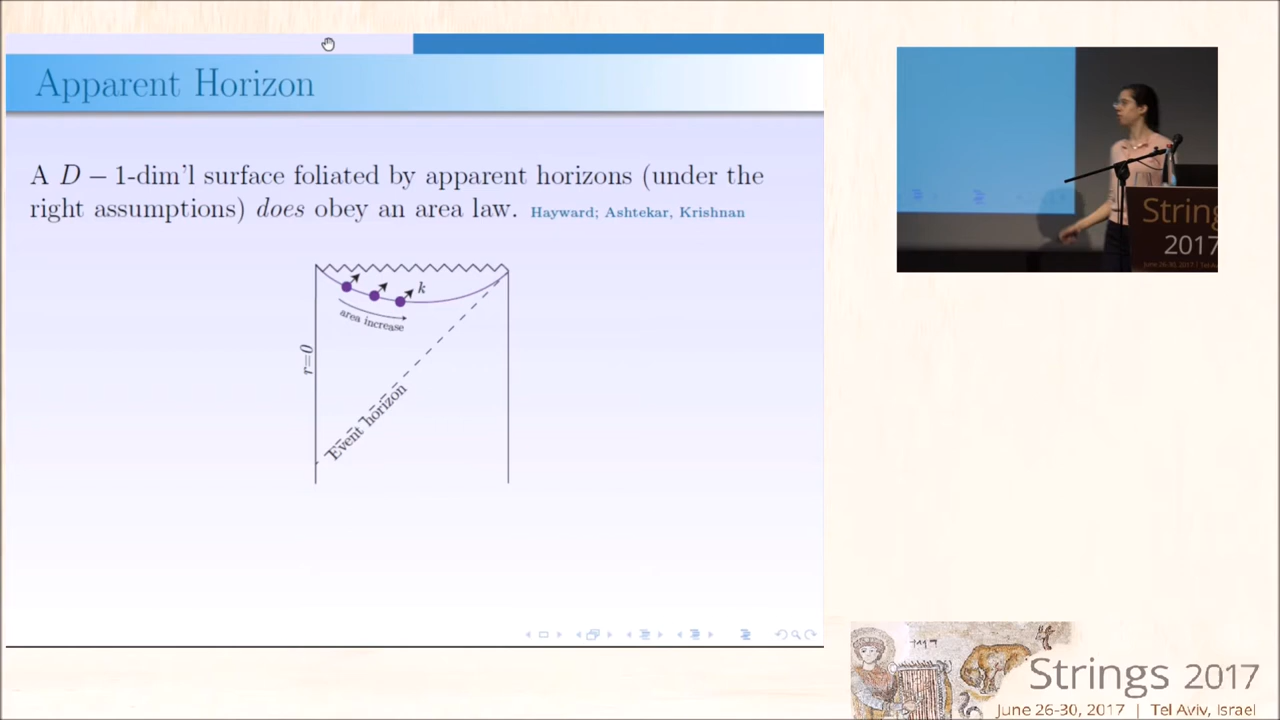 Apparent Horizon
A D − 1-dim'l surface foliated by apparent horizons (under the
right assumptions) does obey an area law. Hayward; Ashtekar, Krishnan
k
area increase
r=0
Event horizon
Strings
2017
Strings 2017
June 26-30, 2017 | Tel Aviv, Israel